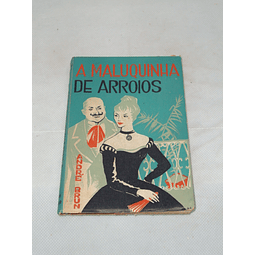 A MALUQUINHA
DE ARROIOS
ANDRÉ BRUN